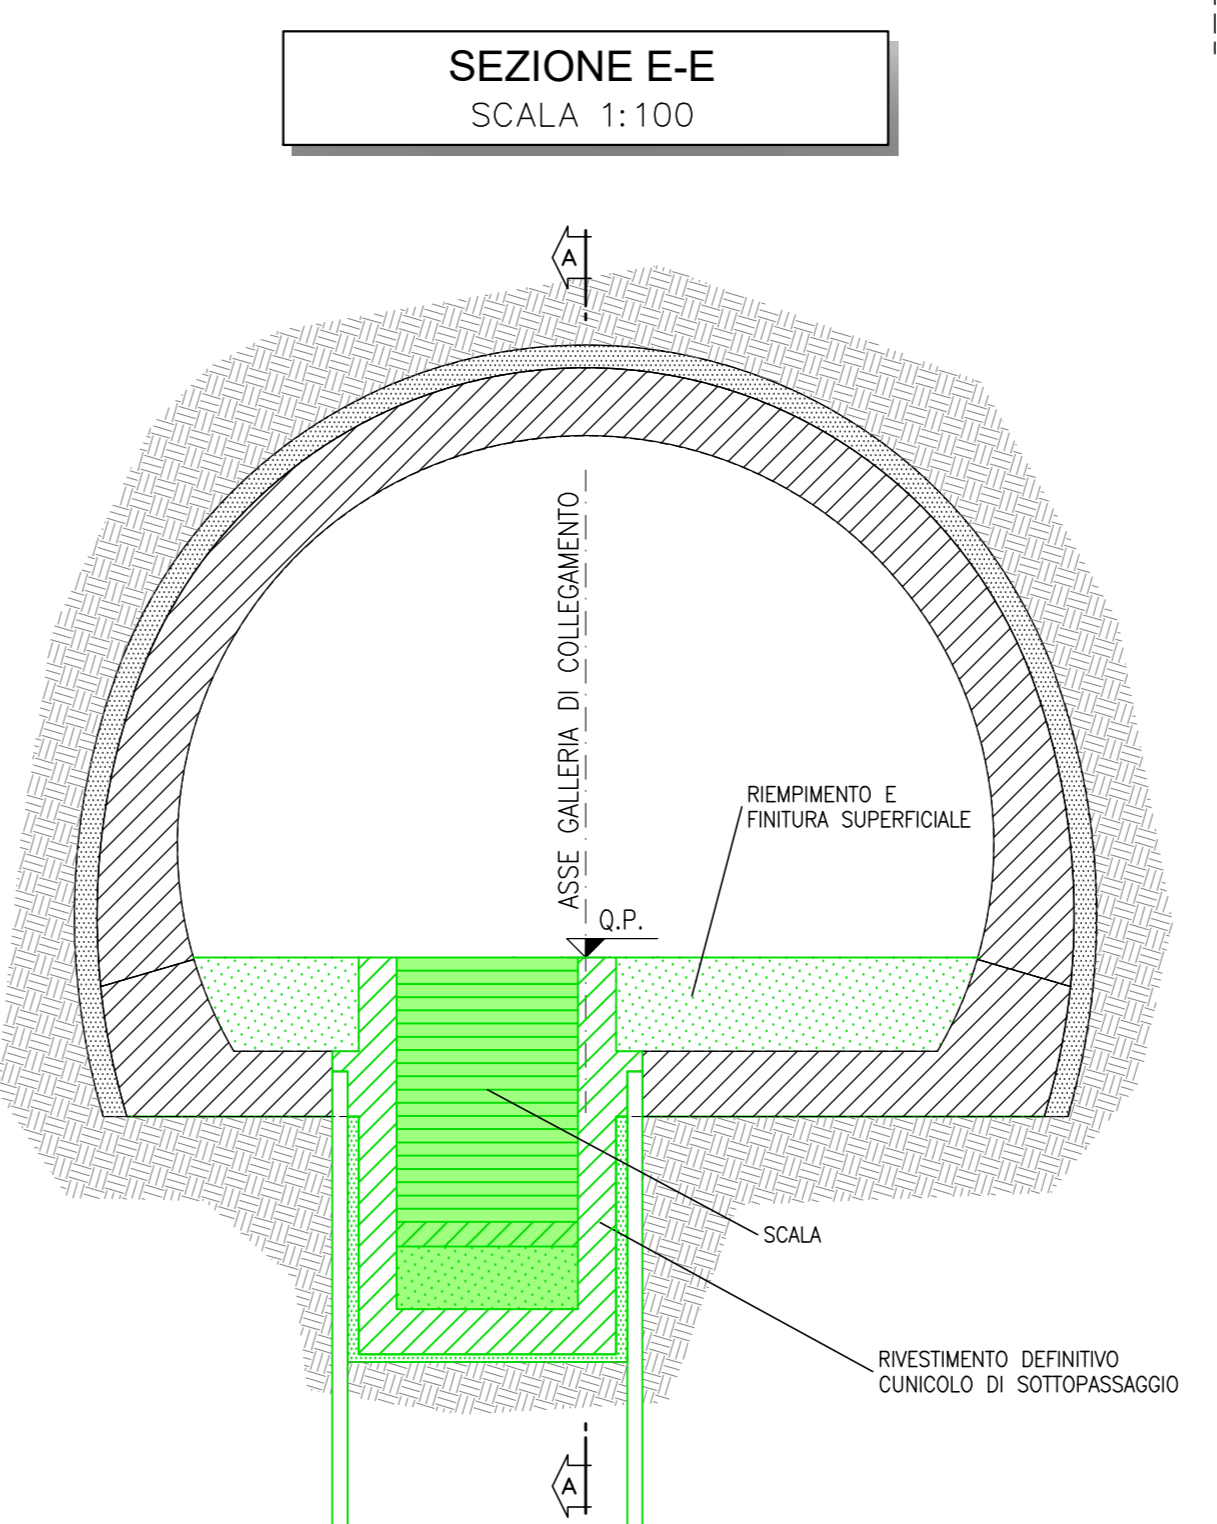 SEZIONE E-E
SCALA 1:100
A
ASSE GALLERIA DI COLLEGAMENTO
RIEMPIMENTO E
FINITURA SUPERFICIALE
Q.P.
SCALA
RIVESTIMENTO DEFINITIVO
CUNICOLO DI SOTTOPASSAGGIO
A